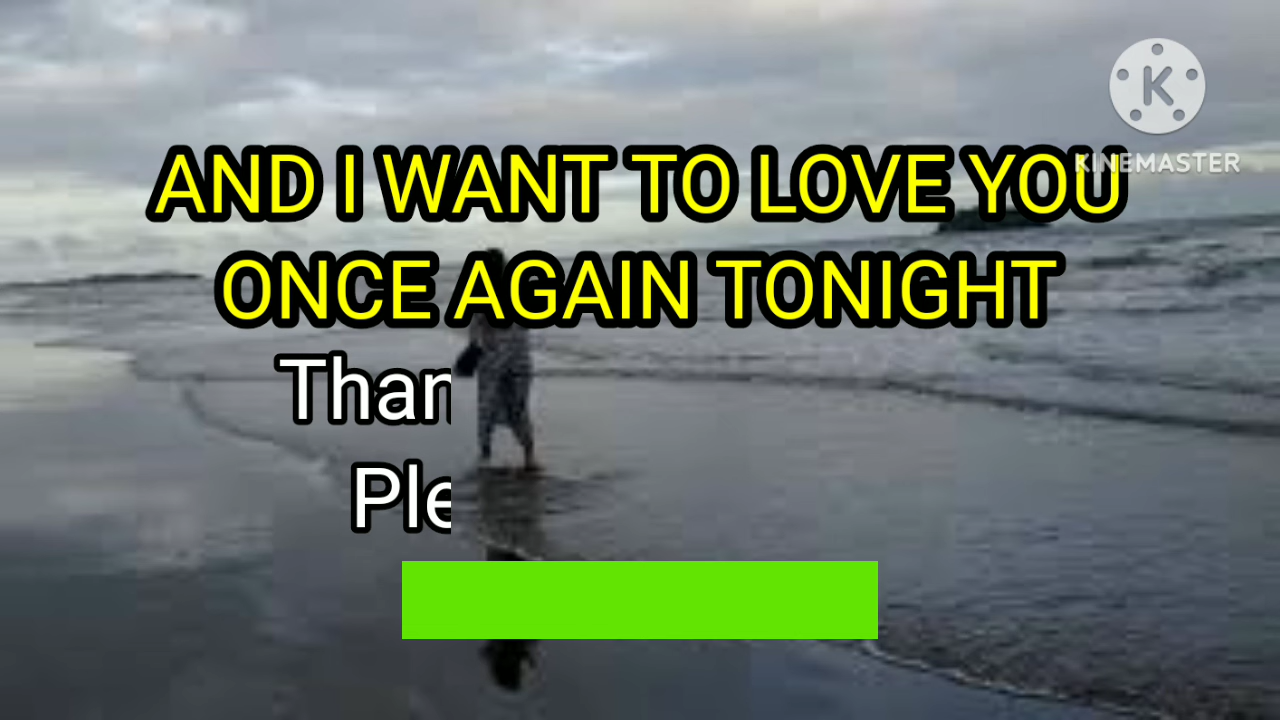 KINEMASTER
AND I WANT TO LOVE YOU
ONCE AGAIN TONIGHT
Than
Ple